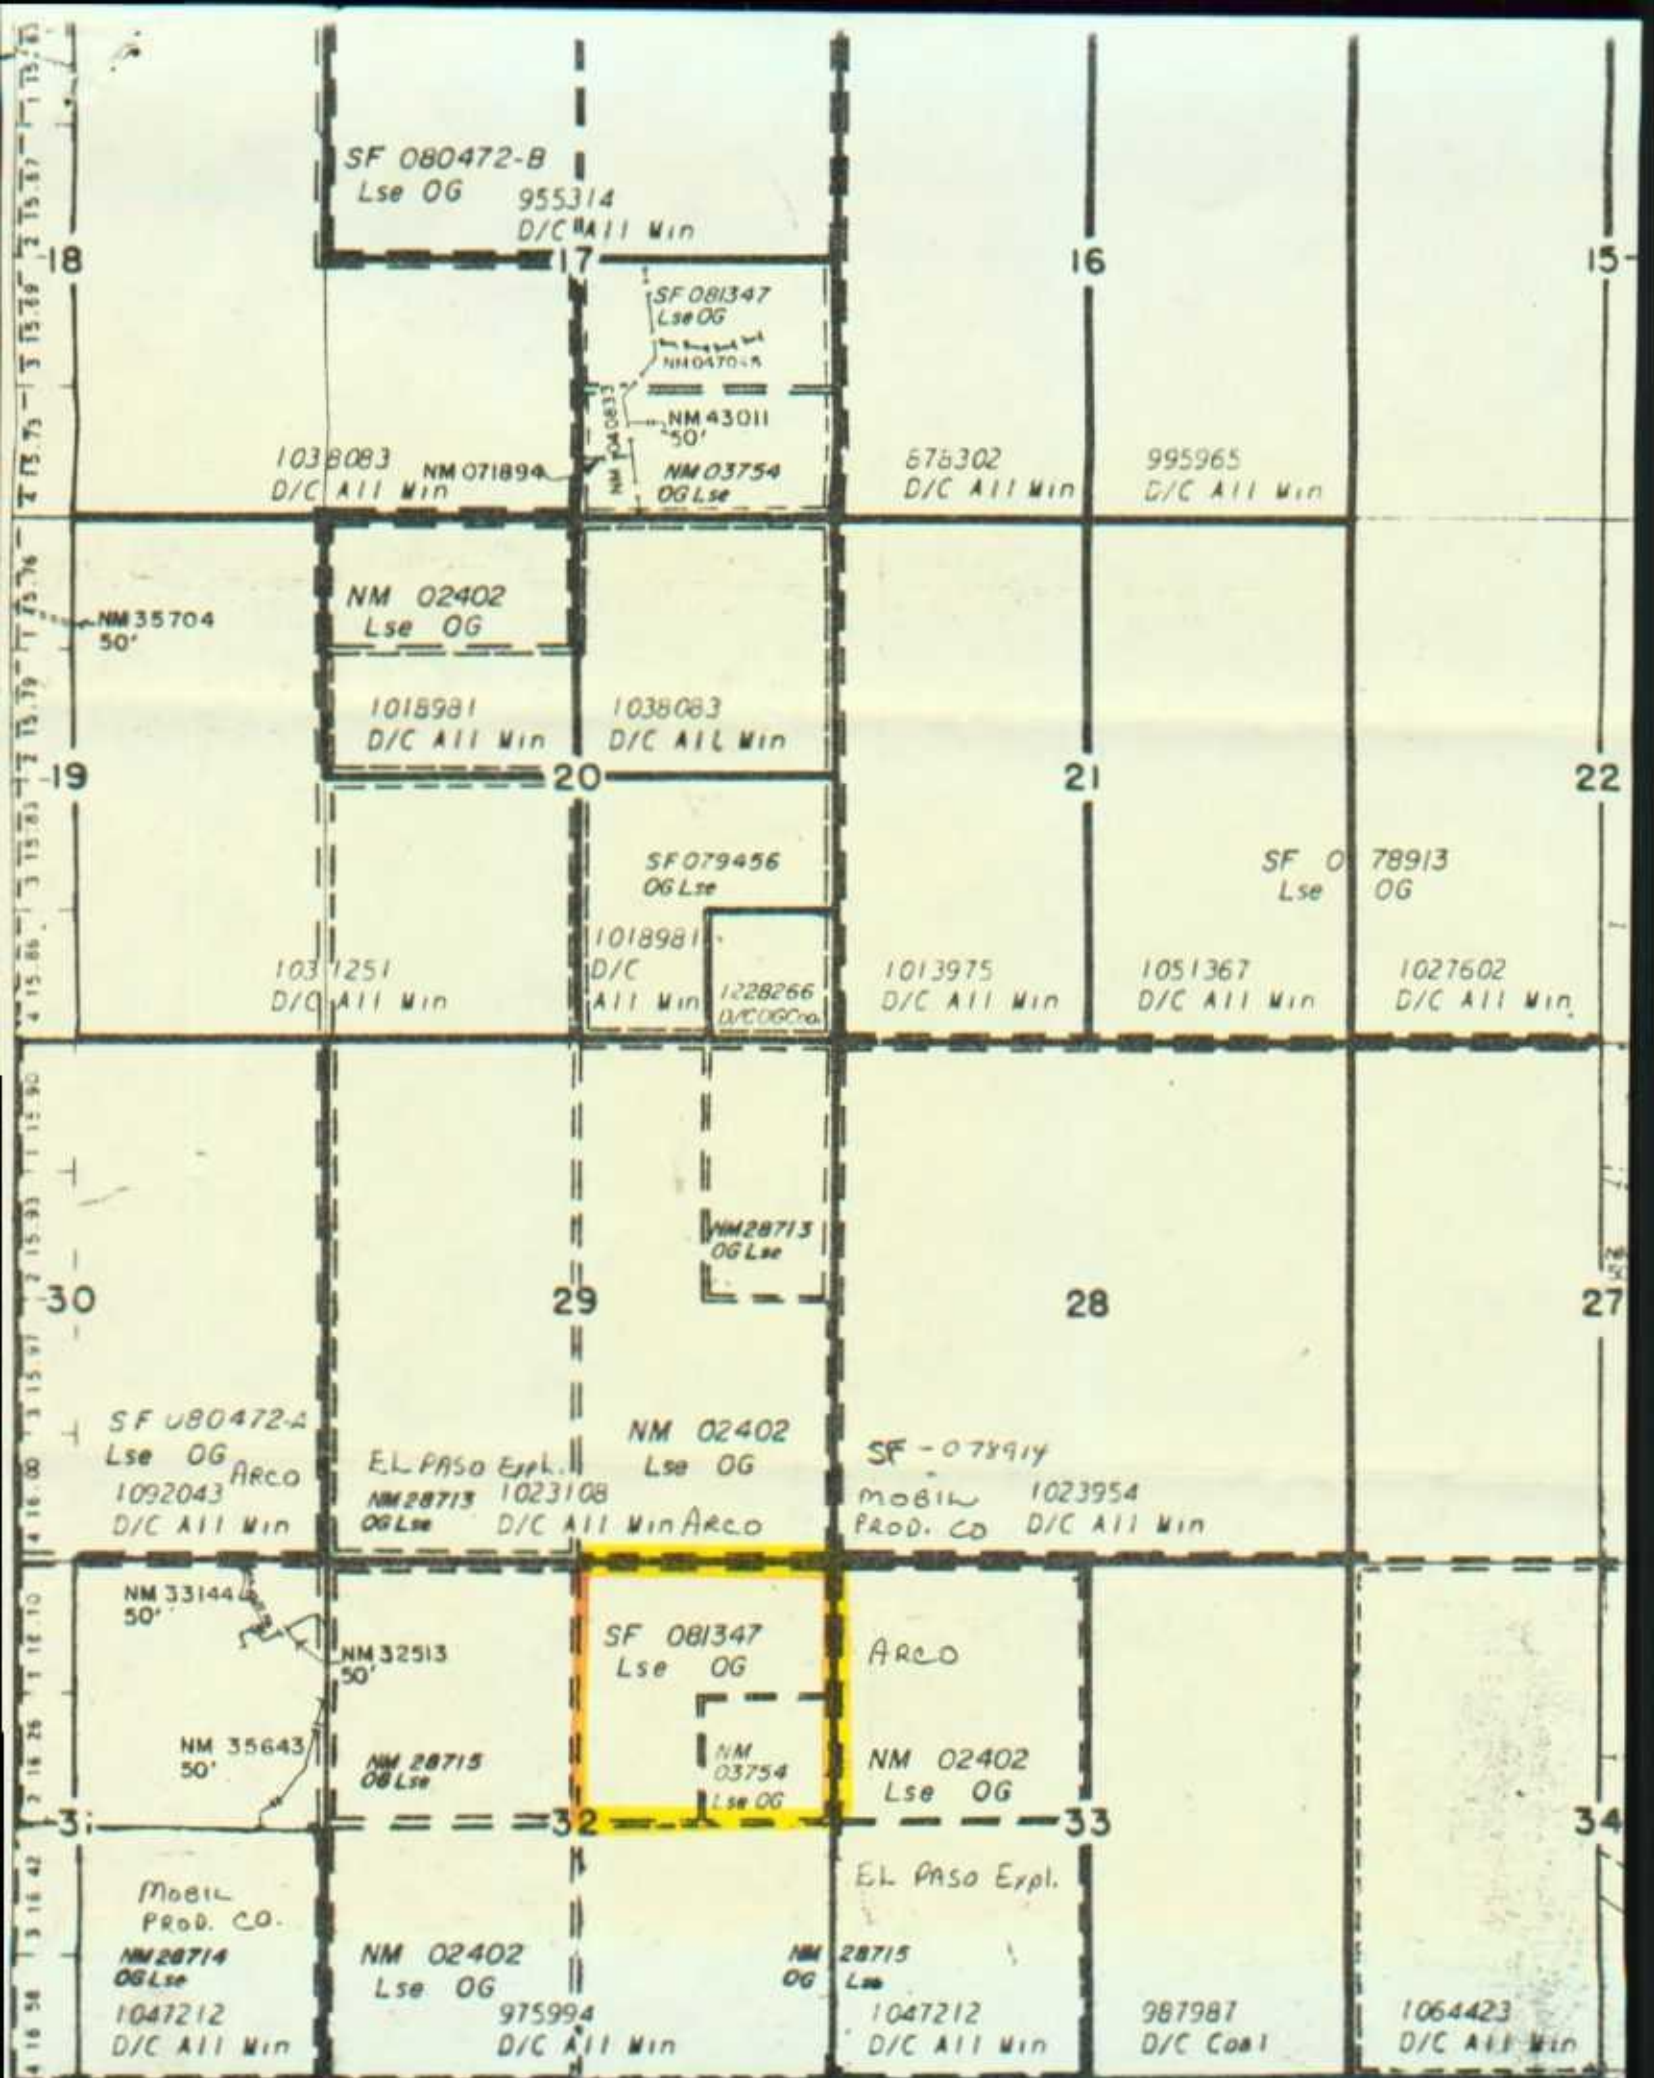 SF 080472-B
Lse OG
955314
D/C All Min
18
17
16
15
SF 081347
Lse OG
NM 43011
50'
1038083
D/C All Min
NM 071894
NM 040833
NM 03754
OG Lse
878302
D/C All Min
995965
D/C All Min
NM 35704
50'
NM 02402
Lse OG
1018981
D/C All Min
1038083
D/C All Min
19
20
21
22
SF 079456
OG Lse
SF 078913
Lse OG
1031251
D/C All Min
1018981
D/C
All Min
1228266
1013975
D/C All Min
1051367
D/C All Min
1027602
D/C All Min
NM 28713
OG Lse
30
29
28
27
SF 080472-A
Lse OG
ARCO
1092043
D/C All Min
EL PASO Expl.
NM 28713
OG Lse
1023108
D/C All Min
NM 02402
Lse OG
ARCO
SF-078914
MOBIL
PROD. CO
1023954
D/C All Min
NM 33144
50'
NM 32513
50'
NM 35643
50'
NM 28715
OG Lse
SF 081347
Lse OG
NM
03754
Lse OG
ARCO
NM 02402
Lse OG
31
32
33
34
MOBIL
PROD. CO.
NM 28714
OG Lse
1047212
D/C All Min
NM 02402
Lse OG
975994
D/C All Min
EL PASO Expl.
NM 28715
OG Lse
1047212
D/C All Min
987987
D/C Coal
1064423
D/C All Min